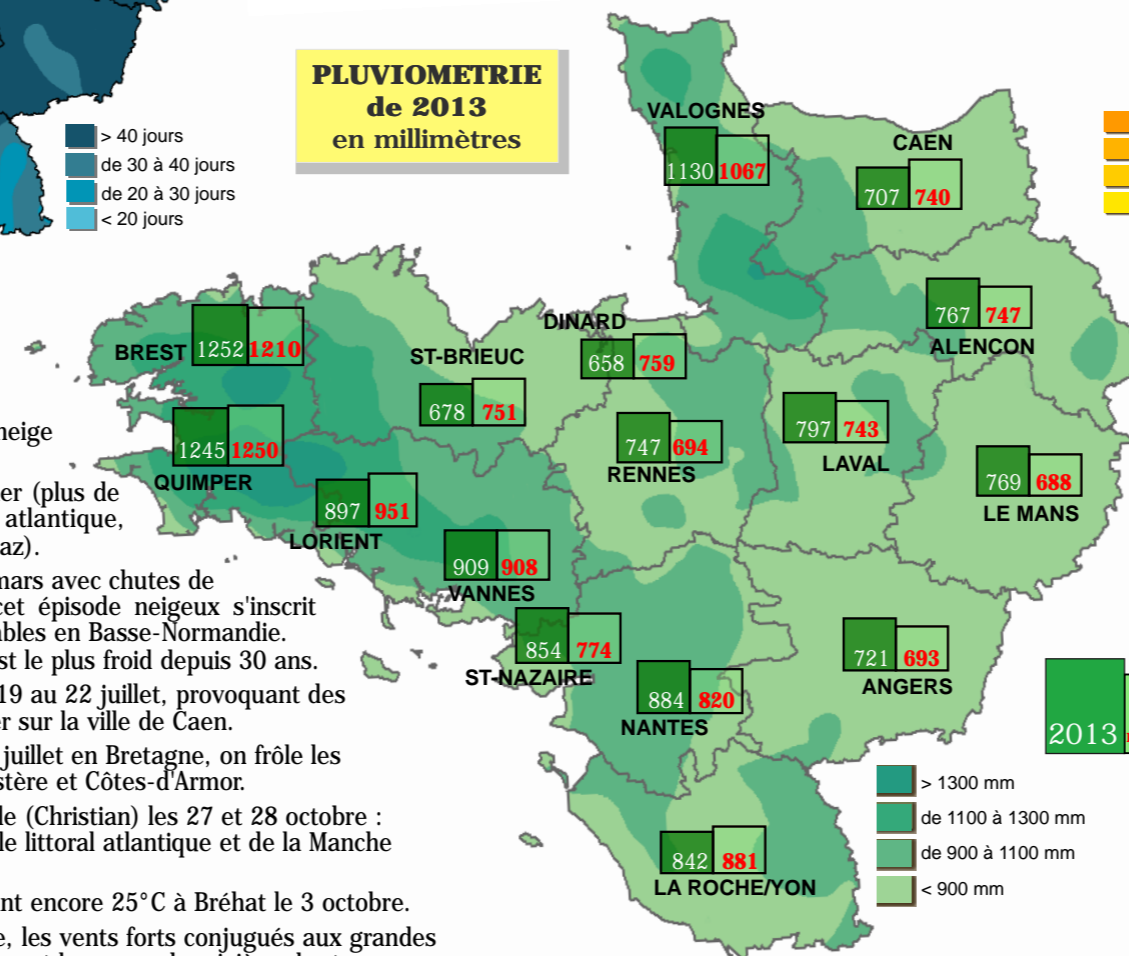 > 40 jours
de 30 à 40 jours
de 20 à 30 jours
< 20 jours
PLUVIOMETRIE
de 2013
en millimètres
VALOGNES
1130 1067
CAEN
707 740
767 747
ALENCON
DINARD
658 759
BREST 1252 1210
ST-BRIEUC
678 751
747 694
RENNES
797 743
LAVAL
769 688
LE MANS
1245 1250
QUIMPER
897 951
LORIENT
909 908
VANNES
854 774
ST-NAZAIRE
884 820
NANTES
721 693
ANGERS
842 881
LA ROCHE/YON
2013
> 1300 mm
de 1100 à 1300 mm
de 900 à 1100 mm
< 900 mm
neige
er (plus de
atlantique,
az).
mars avec chutes de
cet épisode neigeux s'inscrit
bles en Basse-Normandie.
st le plus froid depuis 30 ans.
19 au 22 juillet, provoquant des
er sur la ville de Caen.
juillet en Bretagne, on frôle les
stère et Côtes-d'Armor.
le (Christian) les 27 et 28 octobre :
le littoral atlantique et de la Manche
nt encore 25°C à Bréhat le 3 octobre.
e, les vents forts conjugués aux grandes